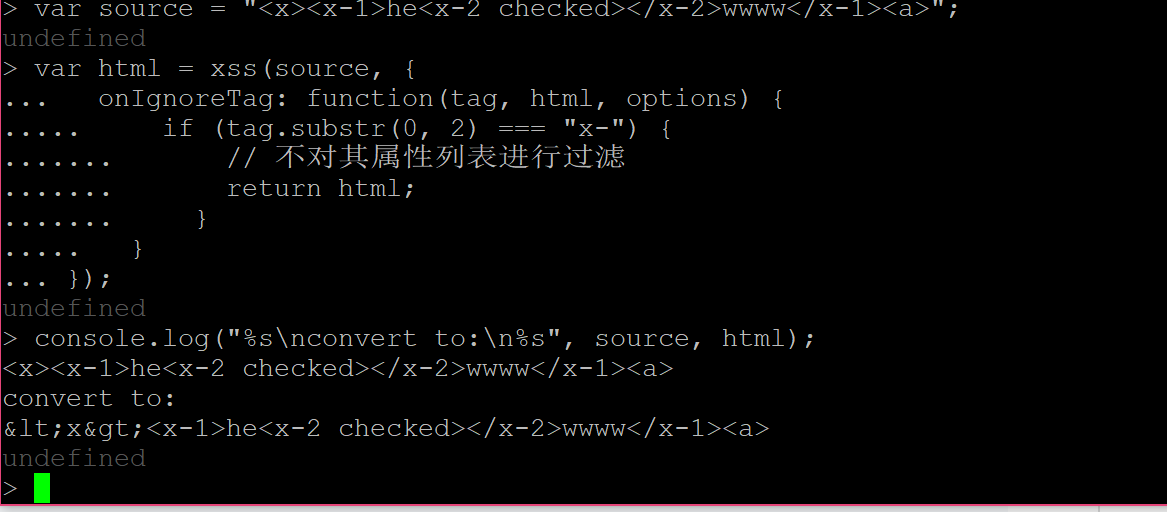 > var source = "<x><x-1>he<x-2 checked></x-2>wwww</x-1><a>";
undefined
> var html = xss(source, {
...   onIgnoreTag: function(tag, html, options) {
.....     if (tag.substr(0, 2) === "x-") {
.......       // 不对其属性列表进行过滤
.......       return html;
.......     }
.....   }
... });
undefined
> console.log("%s\nconvert to:\n%s", source, html);
<x><x-1>he<x-2 checked></x-2>wwww</x-1><a>
convert to:
&lt;x&gt;<x-1>he<x-2 checked></x-2>wwww</x-1><a>
undefined
>